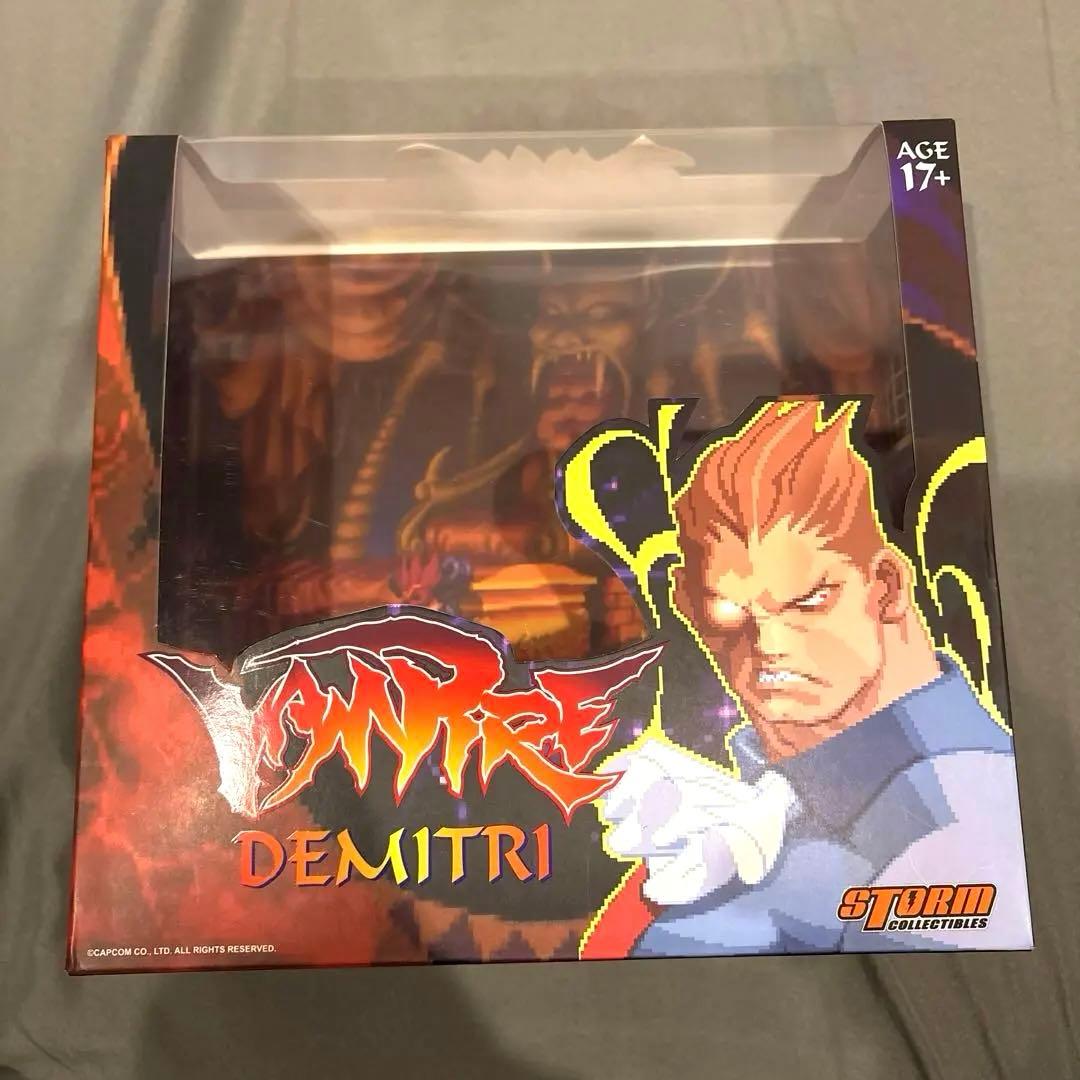 AGE
17+
VAMPIRE
DEMITRI
STORM
COLLECTIBLES
©CAPCOM CO., LTD. ALL RIGHTS RESERVED.